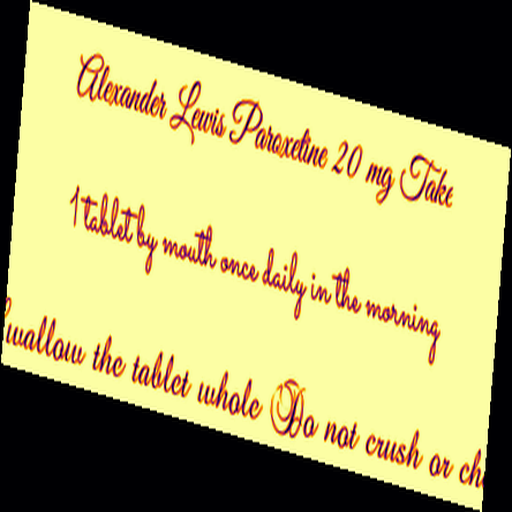 Alexander Lewis Paroxetine 20 mg Take
1 tablet by mouth once daily in the morning
Swallow the tablet whole Do not crush or